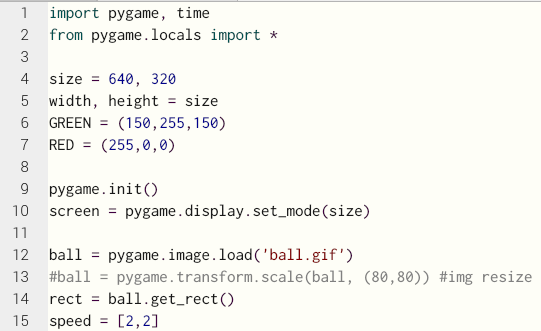 1 import pygame, time
2 from pygame.locals import *
3
4 size = 640, 320
5 width, height = size
6 GREEN = (150,255,150)
7 RED = (255,0,0)
8
9 pygame.init()
10 screen = pygame.display.set_mode(size)
11
12 ball = pygame.image.load('ball.gif')
13 #ball = pygame.transform.scale(ball, (80,80)) #img resize
14 rect = ball.get_rect()
15 speed = [2,2]